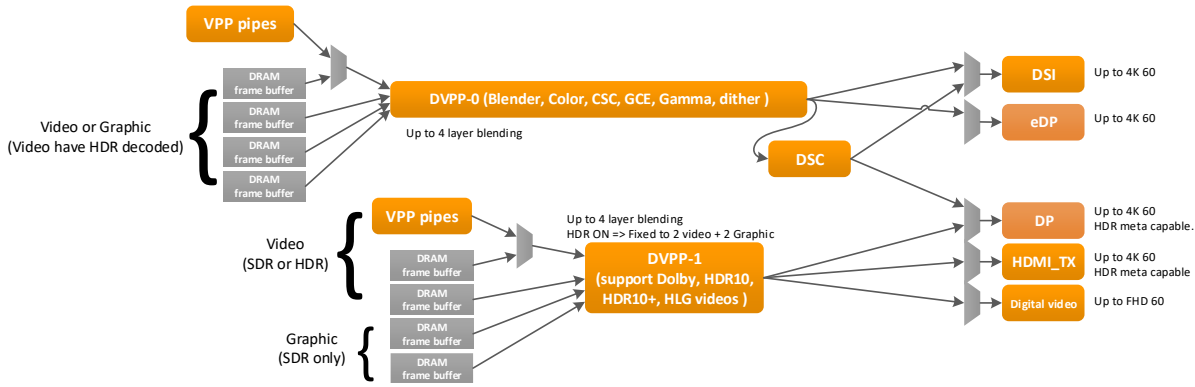 VPP pipes
DRAM
frame buffer
DRAM
frame buffer
DRAM
frame buffer
DRAM
frame buffer
Video or Graphic
(Video have HDR decoded)
DVPP-0 (Blender, Color, CSC, GCE, Gamma, dither )
Up to 4 layer blending
DSC
DSI
Up to 4K 60
eDP
Up to 4K 60
VPP pipes
Video
(SDR or HDR)
DRAM
frame buffer
DRAM
frame buffer
DRAM
frame buffer
DRAM
frame buffer
Graphic
(SDR only)
Up to 4 layer blending
HDR ON => Fixed to 2 video + 2 Graphic
DVPP-1
(support Dolby, HDR10,
HDR10+, HLG videos )
DP
Up to 4K 60
HDR meta capable.
HDMI_TX
Up to 4K 60
HDR meta capable
Digital video
Up to FHD 60